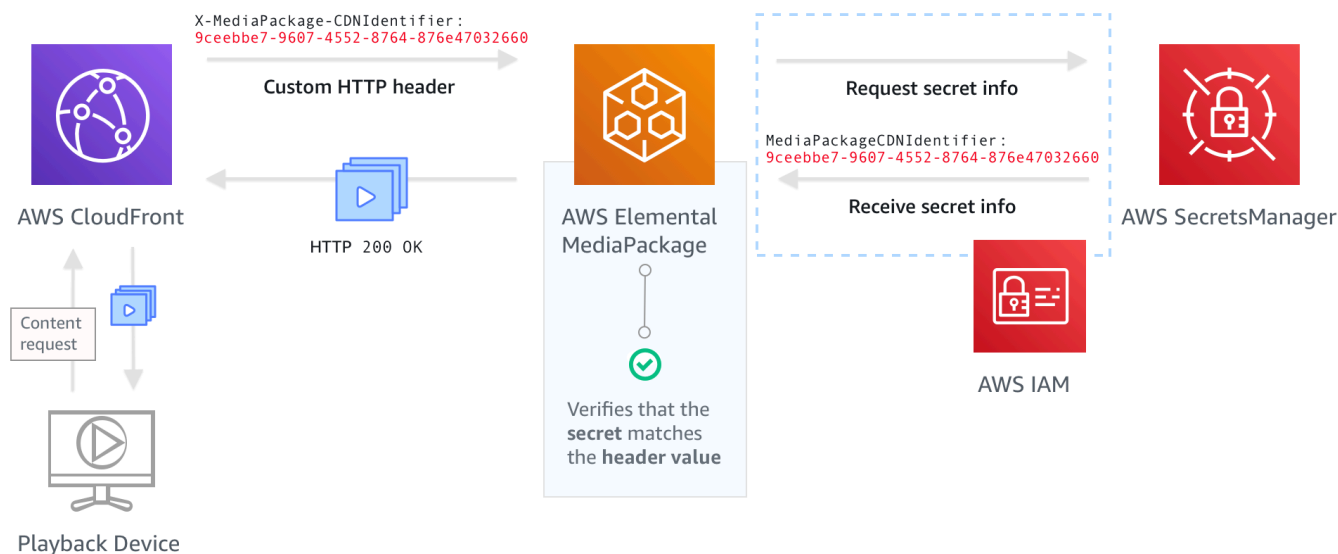 X-MediaPackage-CDNIdentifier:
9ceebbe7-9607-4552-8764-876e47032660
Custom HTTP header
Request secret info
MediaPackageCDNIdentifier:
9ceebbe7-9607-4552-8764-876e47032660
Receive secret info
AWS CloudFront
HTTP 200 OK
AWS Elemental
MediaPackage
AWS SecretsManager
Content
request
AWS IAM
Verifies that the
secret matches
the header value
Playback Device